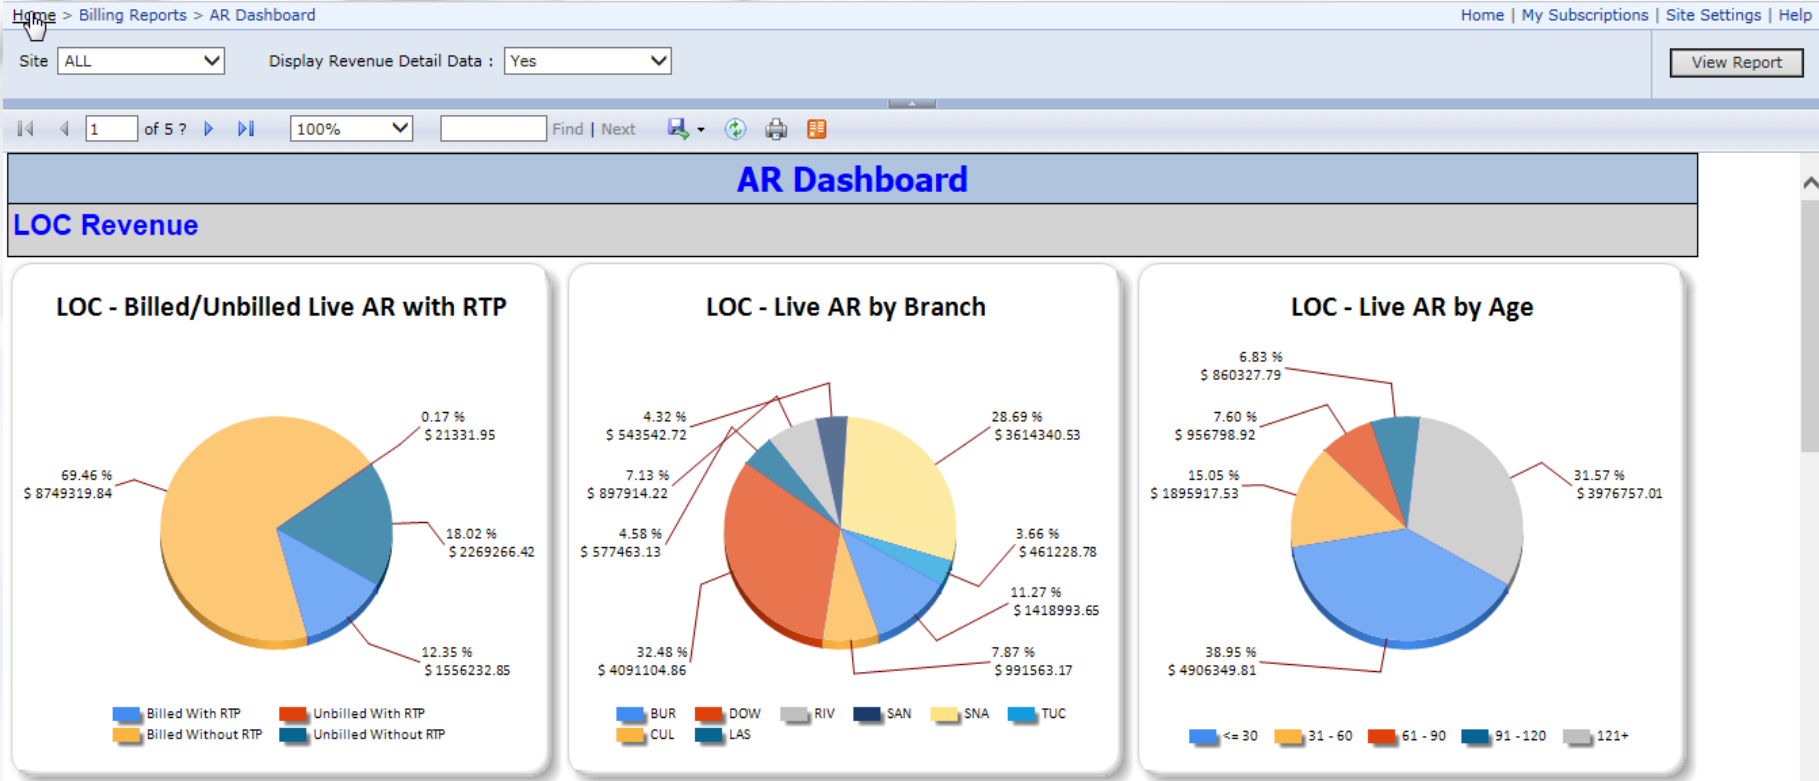 Home > Billing Reports > AR Dashboard
Home | My Subscriptions | Site Settings | Help
Site ALL Display Revenue Detail Data : Yes View Report
1 of 5 ? 100% Find | Next
AR Dashboard
LOC Revenue
LOC - Billed/Unbilled Live AR with RTP
0.17 %
$ 21331.95
69.46 %
$ 8749319.84
18.02 %
$ 2269266.42
12.35 %
$ 1556232.85
Billed With RTP Unbilled With RTP
Billed Without RTP Unbilled Without RTP
LOC - Live AR by Branch
4.32 %
$ 543542.72
28.69 %
$ 3614340.53
7.13 %
$ 897914.22
4.58 %
$ 577463.13
3.66 %
$ 461228.78
11.27 %
$ 1418993.65
32.48 %
$ 4091104.86
7.87 %
$ 991563.17
BUR DOW RIV SAN SNA TUC
CUL LAS
LOC - Live AR by Age
6.83 %
$ 860327.79
7.60 %
$ 956798.92
15.05 %
$ 1895917.53
31.57 %
$ 3976757.01
38.95 %
$ 4906349.81
<= 30 31 - 60 61 - 90 91 - 120 121+